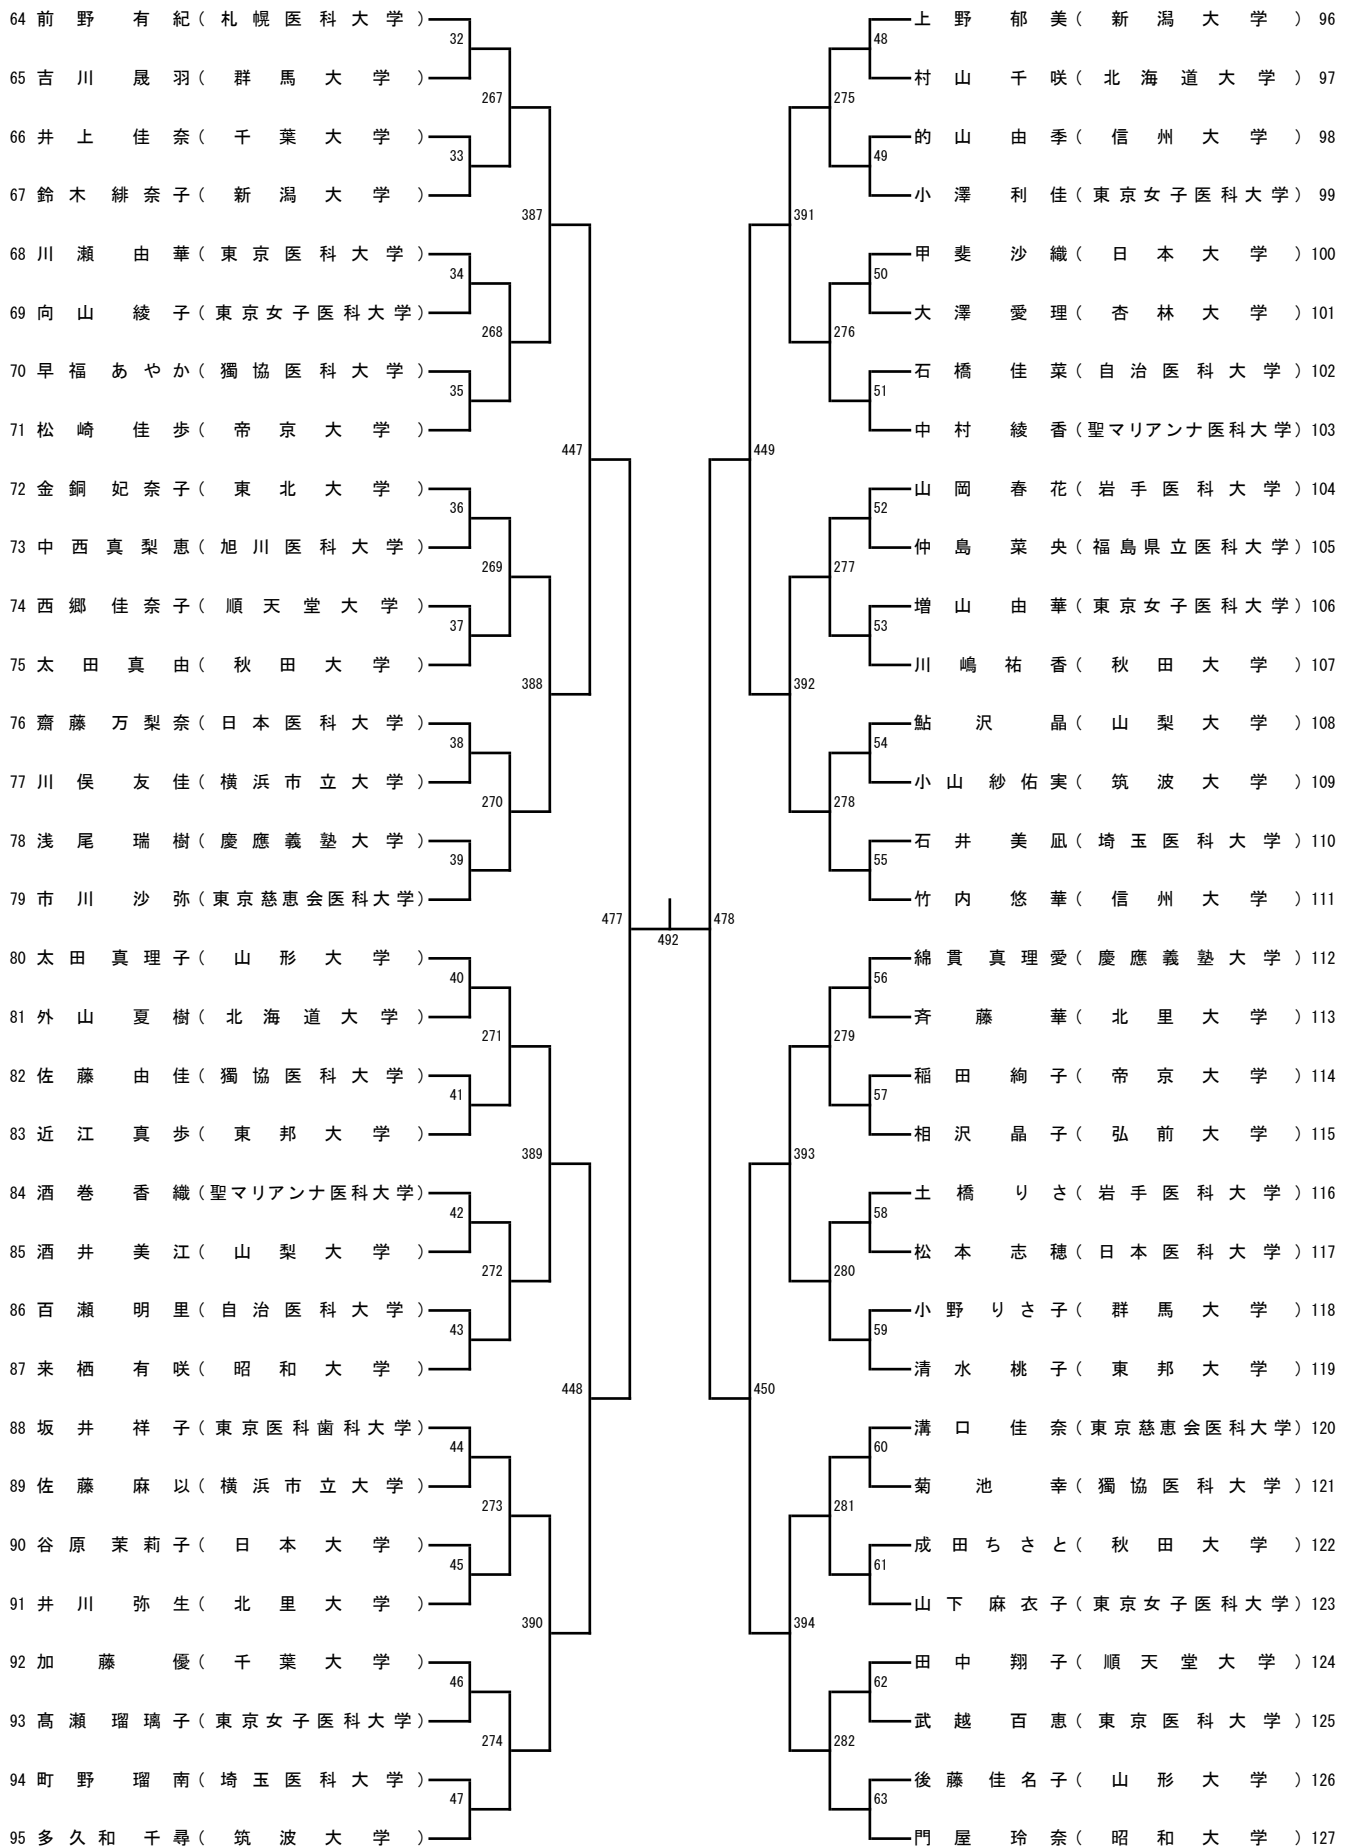 64 前野有紀(札幌医科大学)
32
65 吉川晟羽(群馬大学)
267
66 井上佳奈(千葉大学)
33
67 鈴木緋奈子(新潟大学)
387
68 川瀬由華(東京医科大学)
34
69 向山綾子(東京女子医科大学)
268
70 早福あやか(獨協医科大学)
35
71 松崎佳歩(帝京大学)
447
72 金銅妃奈子(東北大学)
36
73 中西真梨恵(旭川医科大学)
269
74 西郷佳奈子(順天堂大学)
37
75 太田真由(秋田大学)
388
76 齋藤万梨奈(日本医科大学)
38
77 川俣友佳(横浜市立大学)
270
78 浅尾瑞樹(慶應義塾大学)
39
79 市川沙弥(東京慈恵会医科大学)
477
80 太田真理子(山形大学)
40
81 外山夏樹(北海道大学)
271
82 佐藤由佳(獨協医科大学)
41
83 近江真歩(東邦大学)
389
84 酒巻香織(聖マリアンナ医科大学)
42
85 酒井美江(山梨大学)
272
86 百瀬明里(自治医科大学)
43
87 来栖有咲(昭和大学)
448
88 坂井祥子(東京医科歯科大学)
44
89 佐藤麻以(横浜市立大学)
273
90 谷原茉莉子(日本大学)
45
91 井川弥生(北里大学)
390
92 加藤優(千葉大学)
46
93 髙瀬瑠璃子(東京女子医科大学)
274
94 町野瑠南(埼玉医科大学)
47
95 多久和千尋(筑波大学)
492
上野郁美(新潟大学) 96
48
村山千咲(北海道大学) 97
275
的山由季(信州大学) 98
49
小澤利佳(東京女子医科大学) 99
391
甲斐沙織(日本大学) 100
50
大澤愛理(杏林大学) 101
276
石橋佳菜(自治医科大学) 102
51
中村綾香(聖マリアンナ医科大学) 103
449
山岡春花(岩手医科大学) 104
52
仲島菜央(福島県立医科大学) 105
277
増山由華(東京女子医科大学) 106
53
川嶋祐香(秋田大学) 107
392
鮎沢晶(山梨大学) 108
54
小山紗佑実(筑波大学) 109
278
石井美凪(埼玉医科大学) 110
55
竹内悠華(信州大学) 111
478
綿貫真理愛(慶應義塾大学) 112
56
斉藤華(北里大学) 113
279
稲田絢子(帝京大学) 114
57
相沢晶子(弘前大学) 115
393
土橋りさ(岩手医科大学) 116
58
松本志穂(日本医科大学) 117
280
小野りさ子(群馬大学) 118
59
清水桃子(東邦大学) 119
450
溝口佳奈(東京慈恵会医科大学) 120
60
菊池幸(獨協医科大学) 121
281
成田ちさと(秋田大学) 122
61
山下麻衣子(東京女子医科大学) 123
394
田中翔子(順天堂大学) 124
62
武越百恵(東京医科大学) 125
282
後藤佳名子(山形大学) 126
63
門屋玲奈(昭和大学) 127